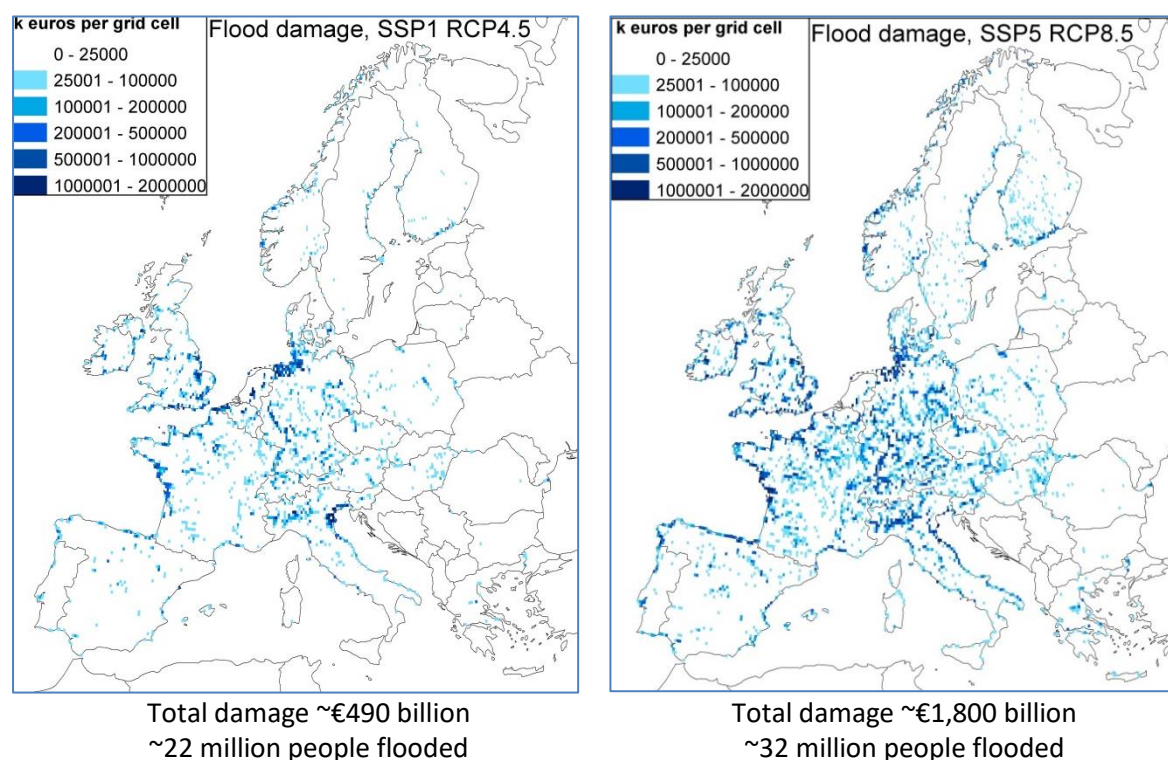 k euros per grid cell
Flood damage, SSP1 RCP4.5
0 - 25000
25001 - 100000
100001 - 200000
200001 - 500000
500001 - 1000000
1000001 - 2000000
Total damage ~€490 billion
~22 million people flooded
k euros per grid cell
Flood damage, SSP5 RCP8.5
0 - 25000
25001 - 100000
100001 - 200000
200001 - 500000
500001 - 1000000
1000001 - 2000000
Total damage ~€1,800 billion
~32 million people flooded